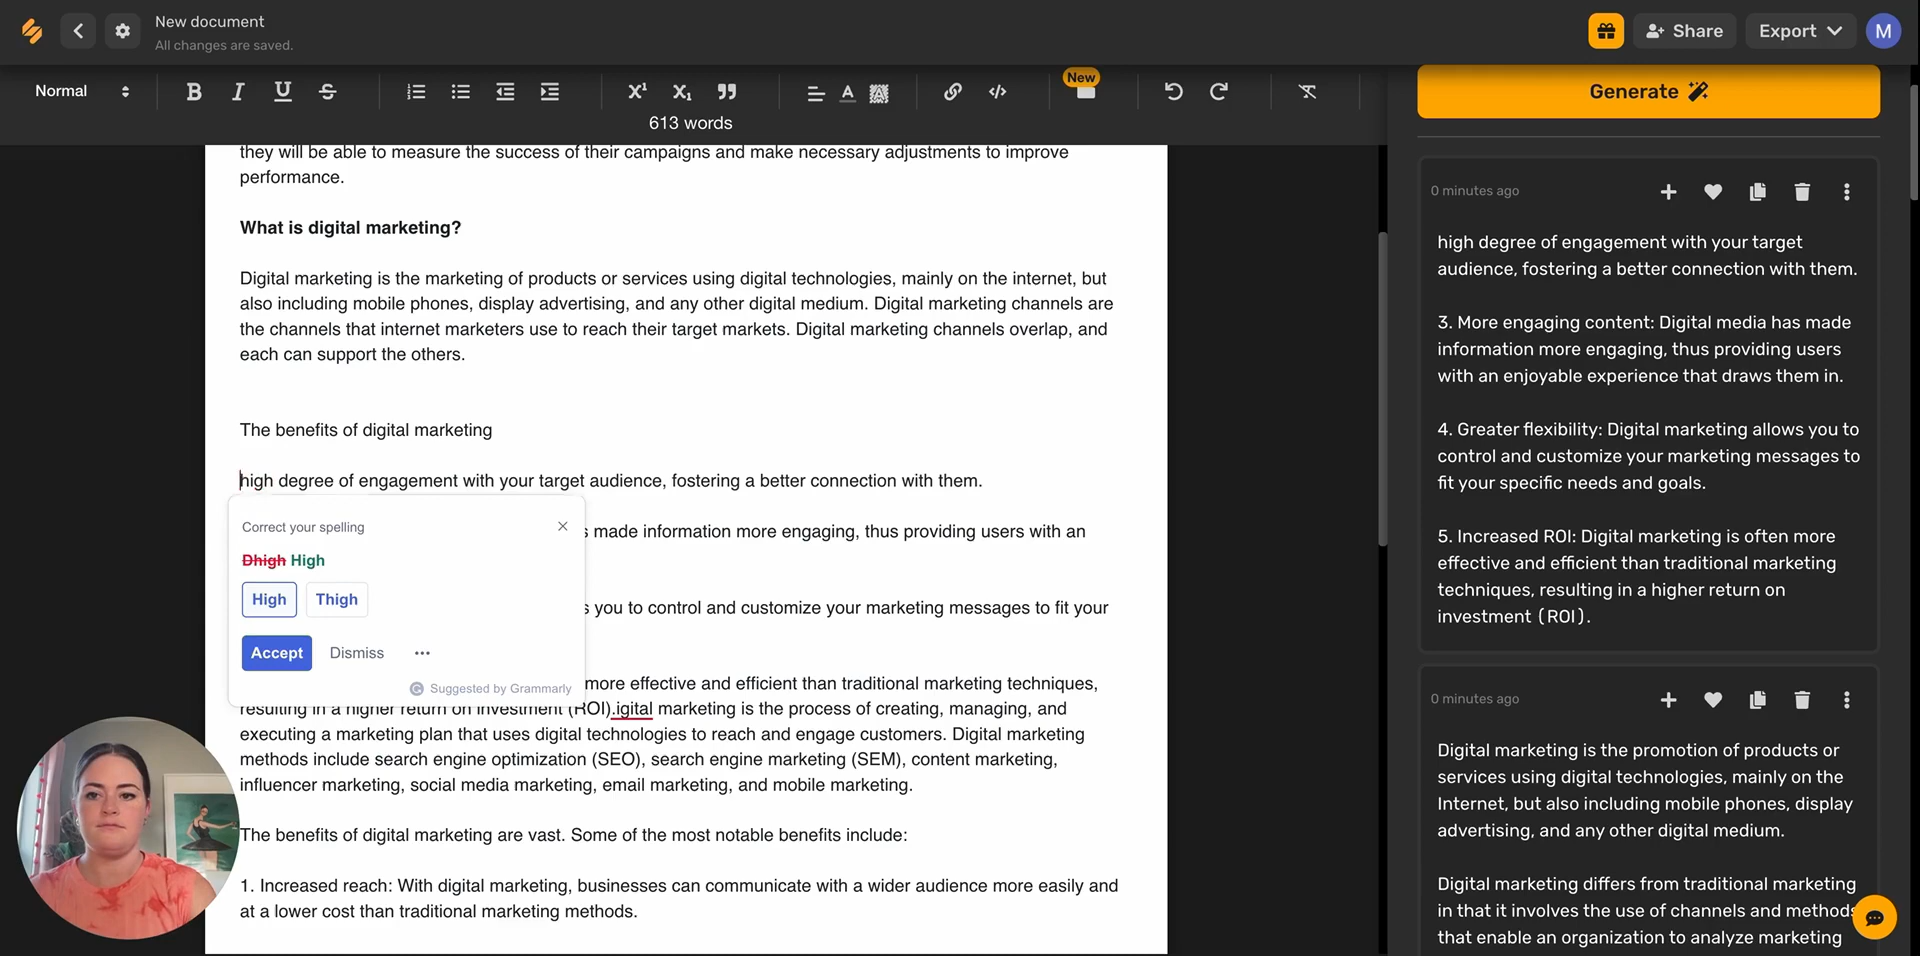 New document
All changes are saved.
Share
Export
M
Normal
B
I
U
S
X¹
X₁
New
613 words
they will be able to measure the success of their campaigns and make necessary adjustments to improve
performance.
What is digital marketing?
Digital marketing is the marketing of products or services using digital technologies, mainly on the internet, but
also including mobile phones, display advertising, and any other digital medium. Digital marketing channels are
the channels that internet marketers use to reach their target markets. Digital marketing channels overlap, and
each can support the others.
The benefits of digital marketing
high degree of engagement with your target audience, fostering a better connection with them.
made information more engaging, thus providing users with an
you to control and customize your marketing messages to fit your
more effective and efficient than traditional marketing techniques,
resulting in a higher return on investment (ROI).igital marketing is the process of creating, managing, and
executing a marketing plan that uses digital technologies to reach and engage customers. Digital marketing
methods include search engine optimization (SEO), search engine marketing (SEM), content marketing,
influencer marketing, social media marketing, email marketing, and mobile marketing.
The benefits of digital marketing are vast. Some of the most notable benefits include:
1. Increased reach: With digital marketing, businesses can communicate with a wider audience more easily and
at a lower cost than traditional marketing methods.
Correct your spelling
Dhigh High
High Thigh
Accept Dismiss
Suggested by Grammarly
Generate
0 minutes ago
high degree of engagement with your target
audience, fostering a better connection with them.
3. More engaging content: Digital media has made
information more engaging, thus providing users
with an enjoyable experience that draws them in.
4. Greater flexibility: Digital marketing allows you to
control and customize your marketing messages to
fit your specific needs and goals.
5. Increased ROI: Digital marketing is often more
effective and efficient than traditional marketing
techniques, resulting in a higher return on
investment (ROI).
0 minutes ago
Digital marketing is the promotion of products or
services using digital technologies, mainly on the
Internet, but also including mobile phones, display
advertising, and any other digital medium.
Digital marketing differs from traditional marketing
in that it involves the use of channels and methods
that enable an organization to analyze marketing